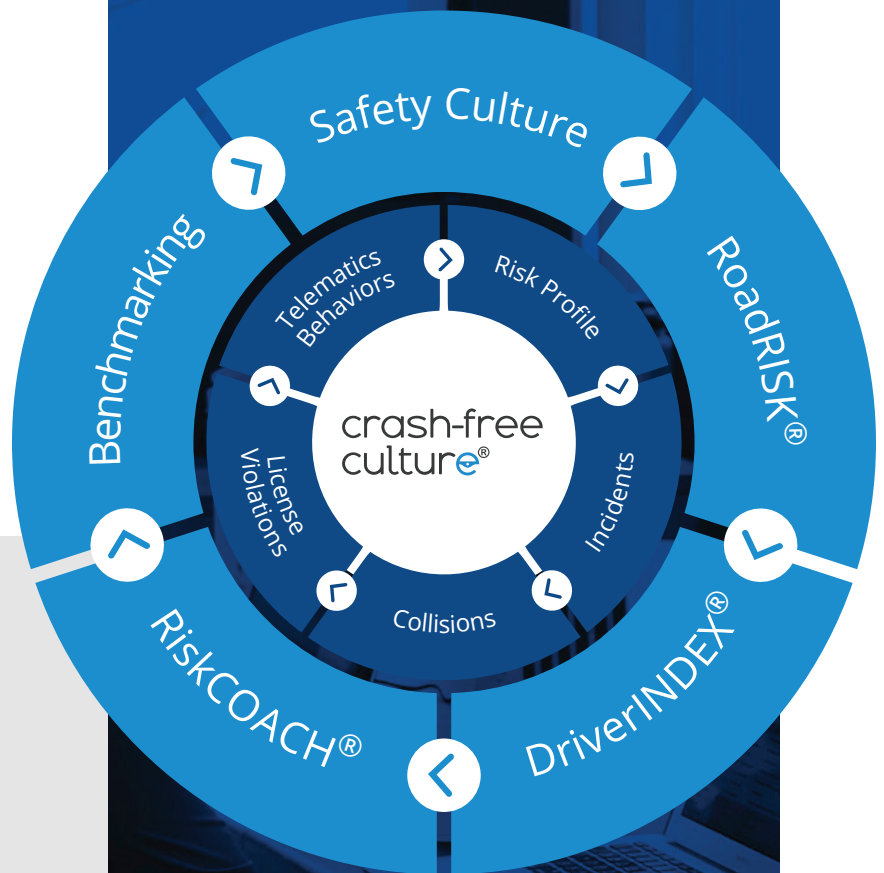 Safety Culture
RoadRISK®
DriverINDEX®
RiskCOACH®
Benchmarking
Risk Profile
Incidents
Collisions
License
Violations
Telematics
Behaviors
crash-free
culture®